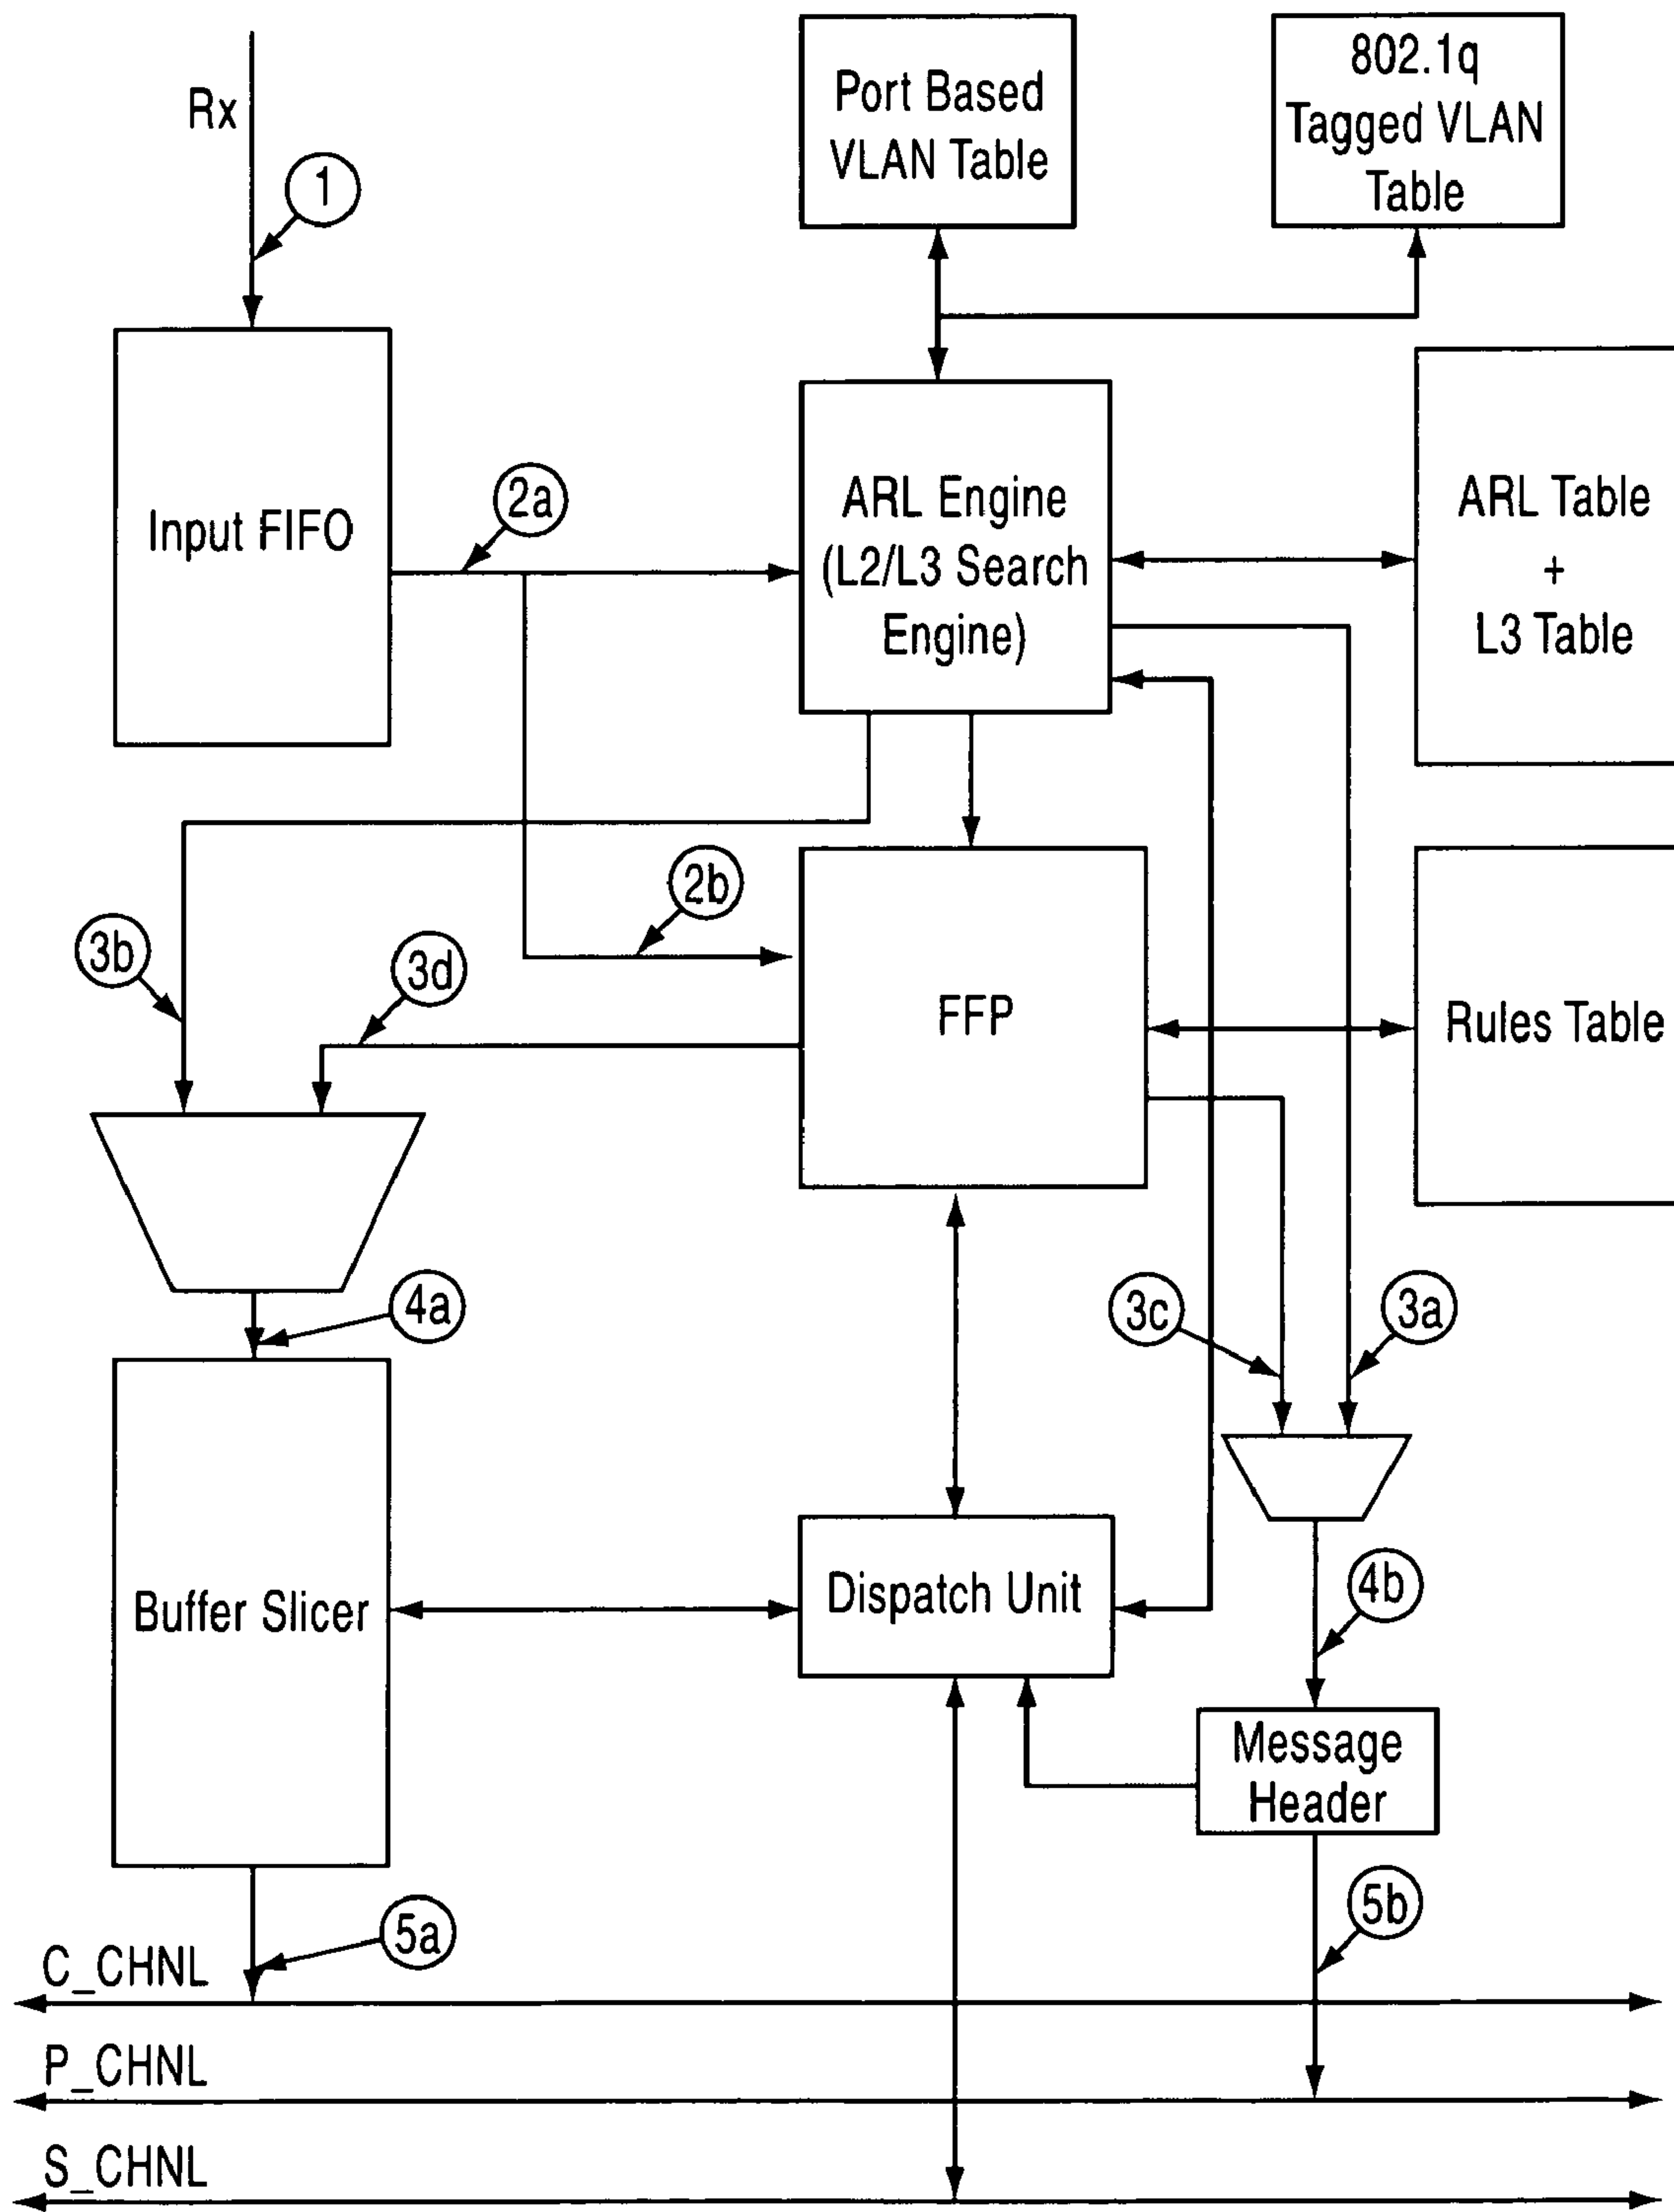 Rx
1
Port Based
VLAN Table
802.1q
Tagged VLAN
Table
Input FIFO
2a
ARL Engine
(L2/L3 Search
Engine)
ARL Table
+
L3 Table
2b
3b
3d
FFP
Rules Table
4a
3c
3a
Buffer Slicer
Dispatch Unit
4b
Message
Header
5a
5b
C_CHNL
P_CHNL
S_CHNL